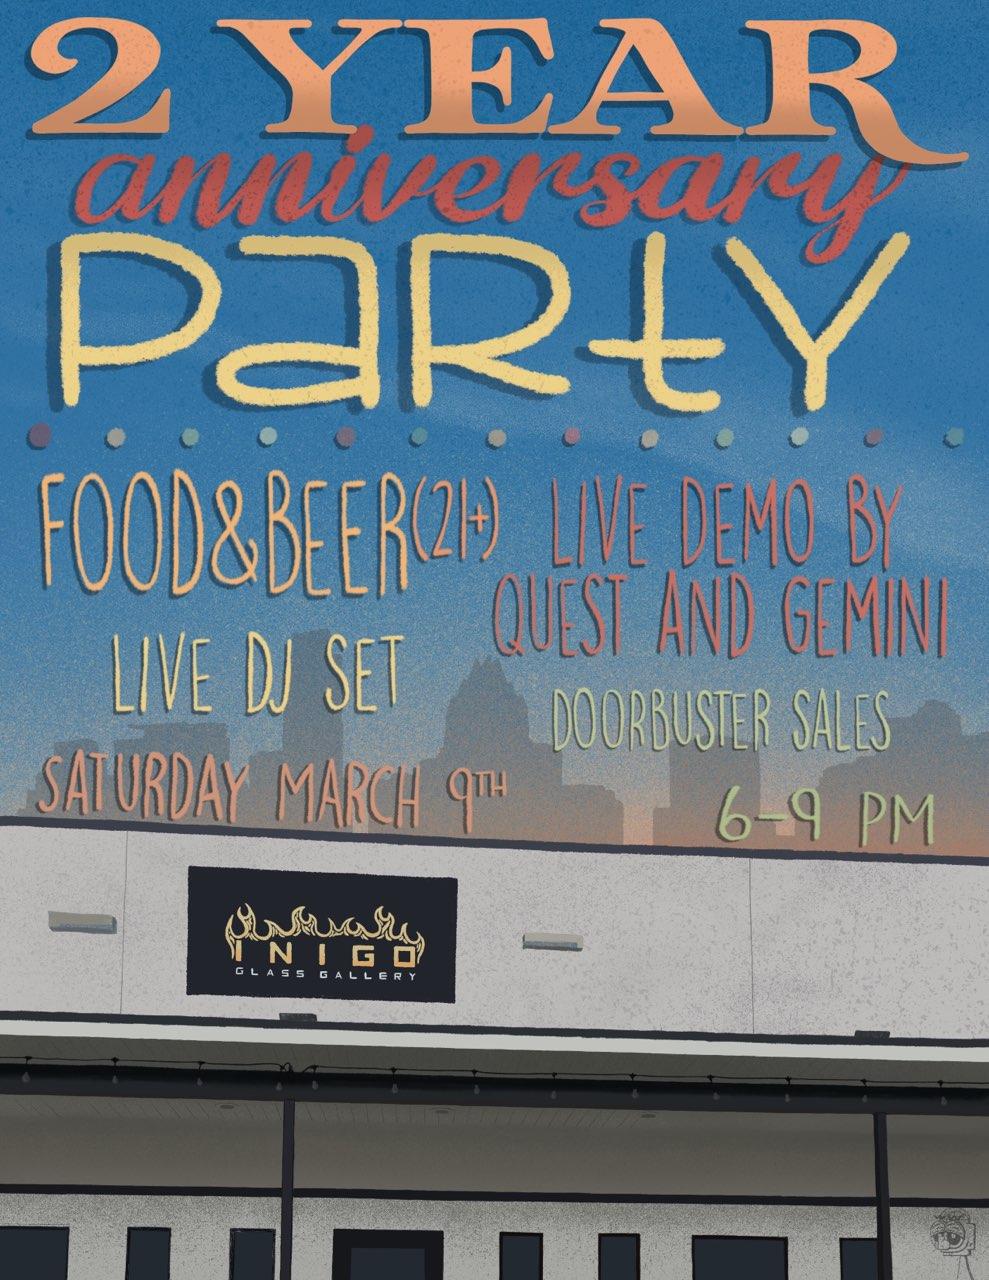 2 YEAR
anniversary
PaRtY
FOOD&BEER(21+)
LIVE DEMO BY
QUEST AND GEMINI
LIVE DJ SET
DOORBUSTER SALES
SATURDAY MARCH 9TH
6-9 PM
INIGO
GLASS GALLERY